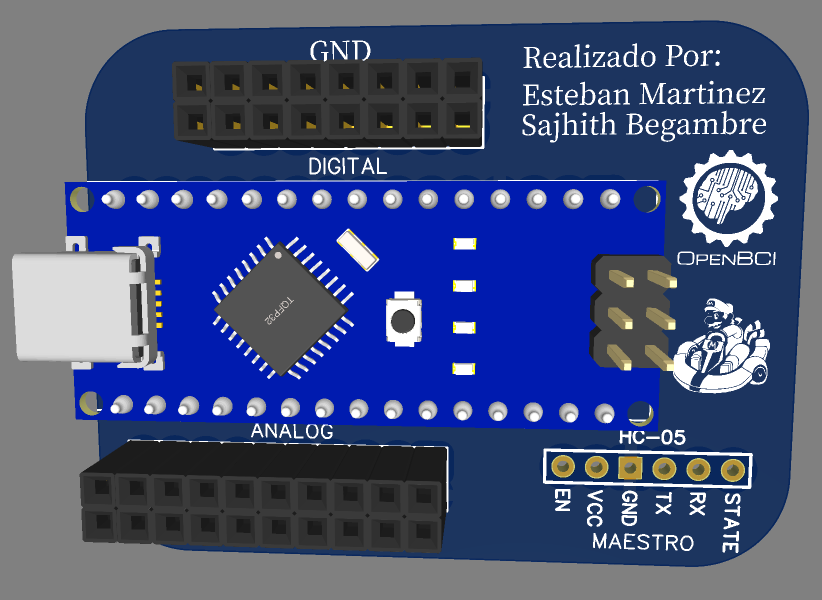 GND
Realizado Por:
Esteban Martinez
Sajhith Begambre
DIGITAL
OPENBCI
TQFP32
ANALOG
HC-05
EN
VCC
GND
TX
RX
STATE
MAESTRO